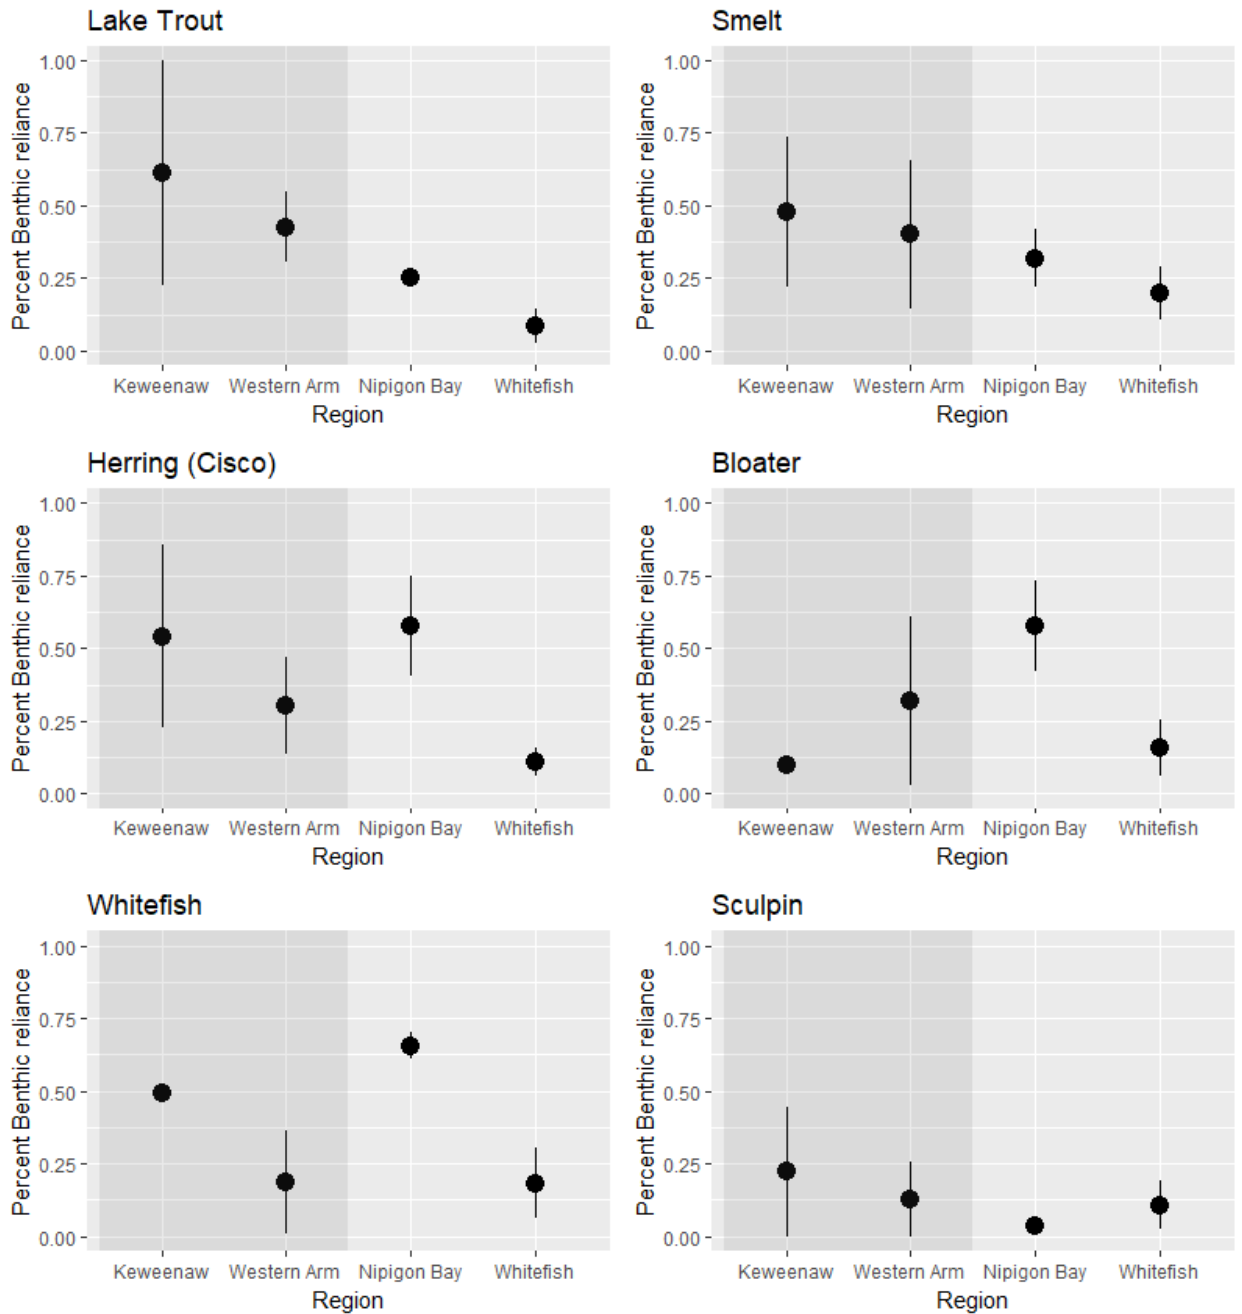 Lake Trout
Percent Benthic reliance
1.00
0.75
0.50
0.25
0.00
Keweenaw Western Arm Nipigon Bay Whitefish
Region
Smelt
Percent Benthic reliance
1.00
0.75
0.50
0.25
0.00
Keweenaw Western Arm Nipigon Bay Whitefish
Region
Herring (Cisco)
Percent Benthic reliance
1.00
0.75
0.50
0.25
0.00
Keweenaw Western Arm Nipigon Bay Whitefish
Region
Bloater
Percent Benthic reliance
1.00
0.75
0.50
0.25
0.00
Keweenaw Western Arm Nipigon Bay Whitefish
Region
Whitefish
Percent Benthic reliance
1.00
0.75
0.50
0.25
0.00
Keweenaw Western Arm Nipigon Bay Whitefish
Region
Sculpin
Percent Benthic reliance
1.00
0.75
0.50
0.25
0.00
Keweenaw Western Arm Nipigon Bay Whitefish
Region